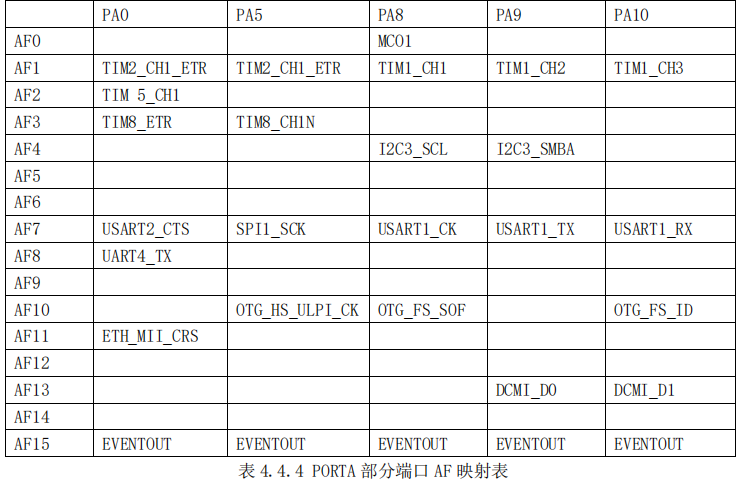 PA0 PA5 PA8 PA9 PA10
AF0 MCO1
AF1 TIM2_CH1_ETR TIM2_CH1_ETR TIM1_CH1 TIM1_CH2 TIM1_CH3
AF2 TIM 5_CH1
AF3 TIM8_ETR TIM8_CH1N
AF4 I2C3_SCL I2C3_SMBA
AF5
AF6
AF7 USART2_CTS SPI1_SCK USART1_CK USART1_TX USART1_RX
AF8 UART4_TX
AF9
AF10 OTG_HS_ULPI_CK OTG_FS_SOF OTG_FS_ID
AF11 ETH_MII_CRS
AF12
AF13 DCMI_D0 DCMI_D1
AF14
AF15 EVENTOUT EVENTOUT EVENTOUT EVENTOUT EVENTOUT
表 4.4.4 PORTA 部分端口 AF 映射表